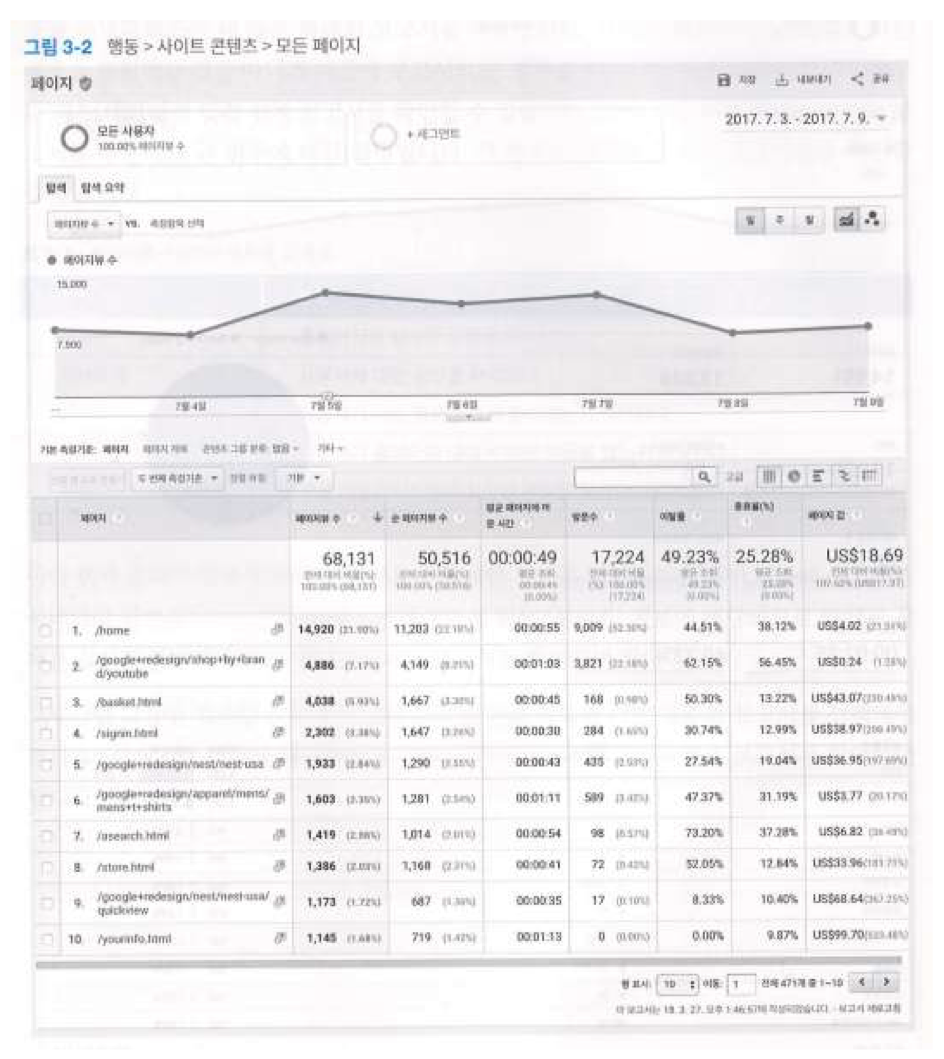 그림 3-2 행동 > 사이트 콘텐츠 > 모든 페이지
페이지
저장 내보내기 공유
모든 사용자
100.00% 페이지뷰 수
+ 세그먼트
2017. 7. 3. - 2017. 7. 9.
탐색 탐색 요약
페이지뷰 수 VS. 측정항목 선택
일 주 월
페이지뷰 수
15,000
7,500
7월 4일 7월 5일 7월 6일 7월 7일 7월 8일 7월 9일
기본 측정기준: 페이지 페이지 제목 콘텐츠 그룹 분류: 없음 기타
두 번째 측정기준 정렬 유형: 기본
고급
페이지 페이지뷰 수 순 페이지뷰 수 평균 페이지에 머문 시간 방문수 이탈률 종료율(%) 페이지 값
68,131 50,516 00:00:49 17,224 49.23% 25.28% US$18.69
전체 대비 비율(%) 전체 대비 비율(%) 평균 조회 전체 대비 비율 평균 조회 평균 조회 전체 대비 비율(%)
100.00% (68,131) 100.00% (50,516) 00:00:49 (%) 100.00% 49.23% 25.28%
(0.00%) (17,224) (0.00%) (0.00%)
1. /home 14,920 (21.90%) 11,203 (22.18%) 00:00:55 9,009 (52.30%) 44.51% 38.12% US$4.02
2. /google+redesign/shop+by+brand/youtube 4,886 (7.17%) 4,149 (8.21%) 00:01:03 3,821 (22.18%) 62.15% 56.45% US$0.24 (1.28%)
3. /basket.html 4,038 (5.93%) 1,667 (3.30%) 00:00:45 168 (0.98%) 50.30% 13.22% US$43.07
4. /signin.html 2,302 (3.38%) 1,647 (3.26%) 00:00:30 284 (1.65%) 30.74% 12.99% US$38.97
5. /google+redesign/nest/nest-usa 1,933 (2.84%) 1,290 (2.55%) 00:00:43 435 (2.53%) 27.54% 19.04% US$36.95
6. /google+redesign/apparel/mens/mens+t+shirts 1,603 (2.35%) 1,281 (2.54%) 00:01:11 589 (3.42%) 47.37% 31.19% US$3.77 (20.17%)
7. /asearch.html 1,419 (2.08%) 1,014 (2.01%) 00:00:54 98 (0.57%) 73.20% 37.28% US$6.82
8. /store.html 1,386 (2.03%) 1,168 (2.31%) 00:00:41 72 (0.42%) 52.05% 12.84% US$33.96
9. /google+redesign/nest/nest-usa/quickview 1,173 (1.72%) 687 (1.36%) 00:00:35 17 (0.10%) 8.33% 10.40% US$68.64
10. /yourinfo.html 1,145 (1.68%) 719 (1.42%) 00:01:13 0 (0.00%) 0.00% 9.87% US$99.70
행 표시: 10 이동: 1 전체 471개 중 1~10
이 보고서는 18. 3. 27. 오후 1:46:57에 작성되었습니다. - 보고서 새로고침